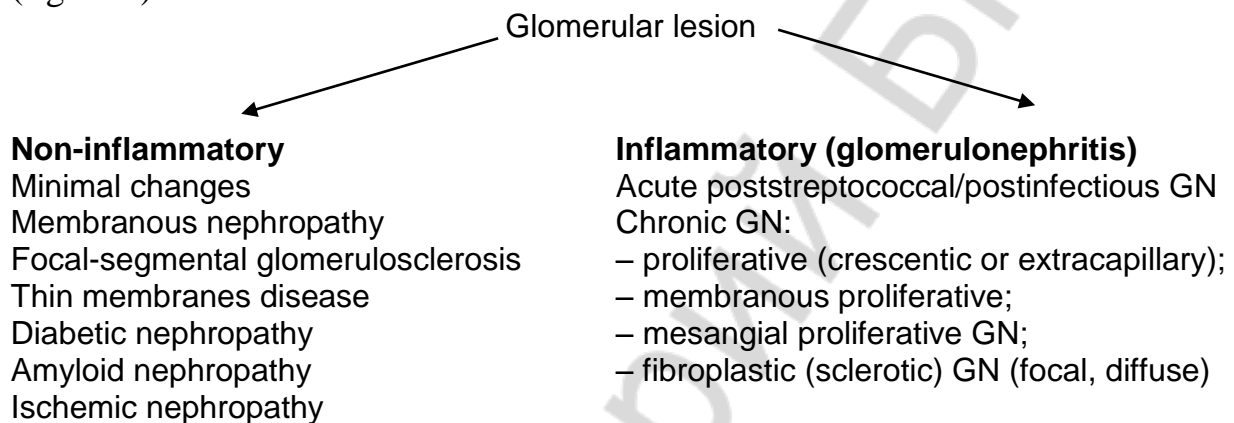 Glomerular lesion
Non-inflammatory
Minimal changes
Membranous nephropathy
Focal-segmental glomerulosclerosis
Thin membranes disease
Diabetic nephropathy
Amyloid nephropathy
Ischemic nephropathy
Inflammatory (glomerulonephritis)
Acute poststreptococcal/postinfectious GN
Chronic GN:
– proliferative (crescentic or extracapillary);
– membranous proliferative;
– mesangial proliferative GN;
– fibroplastic (sclerotic) GN (focal, diffuse)